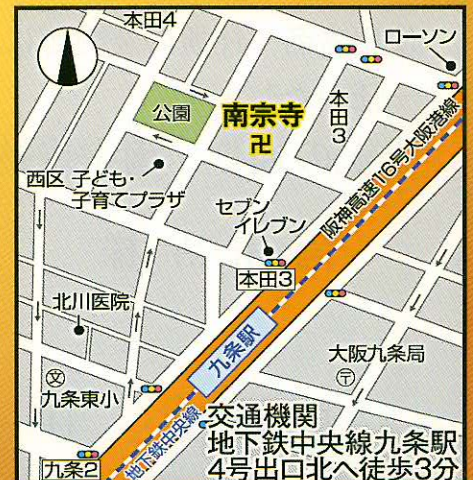 本田4
ローソン
公園
南宗寺
卍
本田3
阪神高速16号大阪港線
西区 子ども・
子育てプラザ
セブン
イレブン
本田3
北川医院
九条駅
大阪九条局
〒
文
九条東小
地下鉄中央線
九条2
交通機関
地下鉄中央線九条駅
4号出口北へ徒歩3分